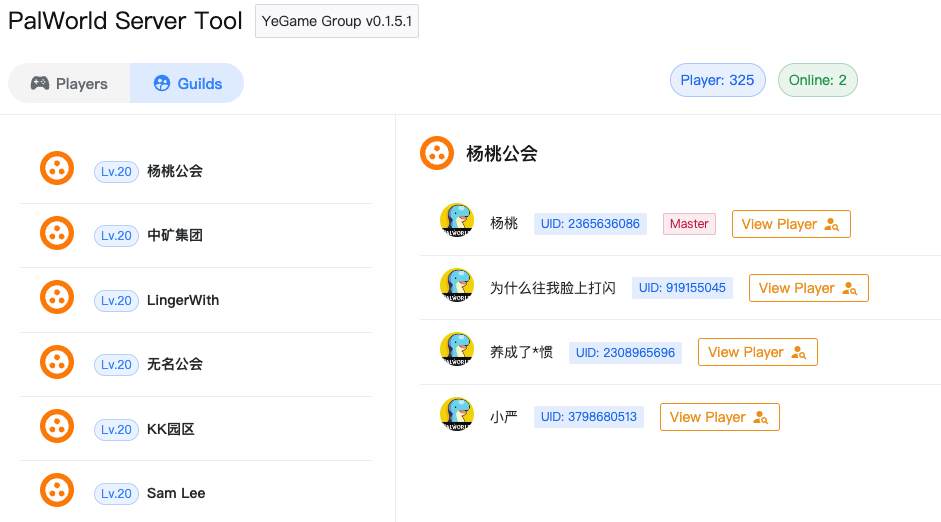 PalWorld Server Tool YeGame Group v0.1.5.1
Players Guilds Player: 325 Online: 2
Lv.20 杨桃公会
Lv.20 中矿集团
Lv.20 LingerWith
Lv.20 无名公会
Lv.20 KK园区
Lv.20 Sam Lee
杨桃公会
杨桃 UID: 2365636086 Master View Player
为什么往我脸上打闪 UID: 919155045 View Player
养成了*惯 UID: 2308965696 View Player
小严 UID: 3798680513 View Player